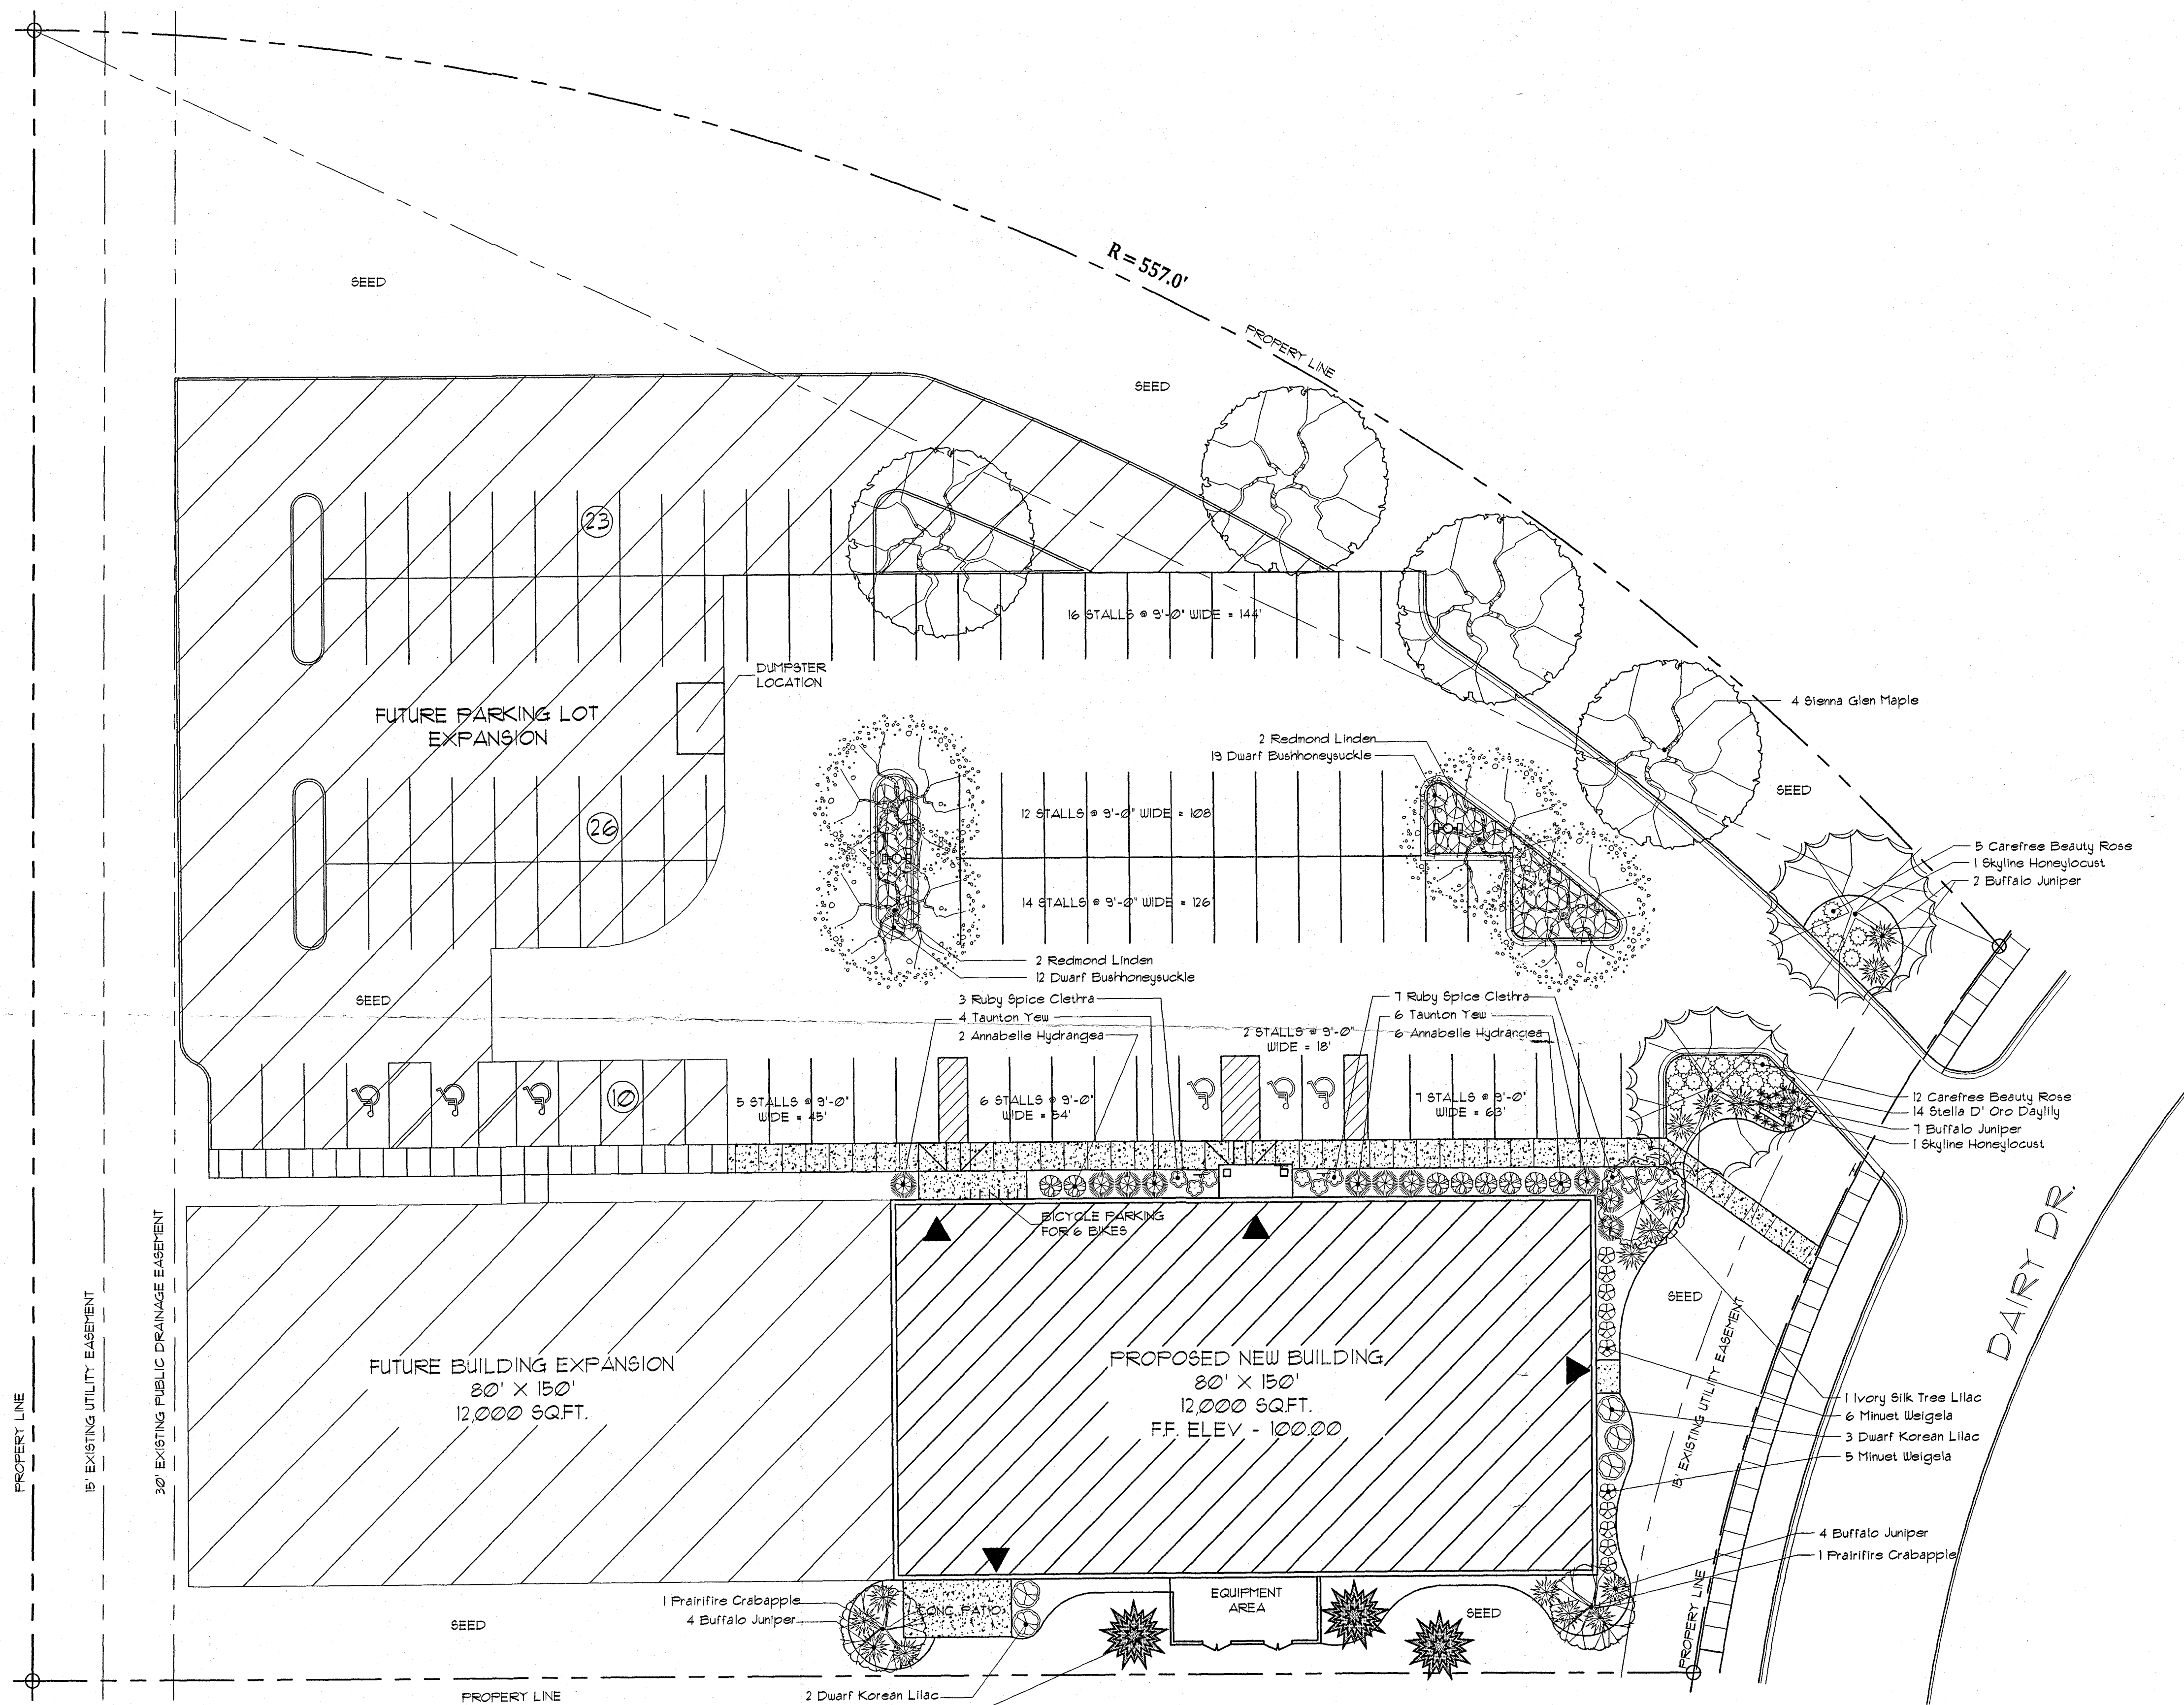 R = 557.0'
PROPERY LINE
SEED
SEED
23
16 STALLS @ 9'-0" WIDE = 144'
DUMPSTER
LOCATION
FUTURE PARKING LOT
EXPANSION
4 Sienna Glen Maple
2 Redmond Linden
19 Dwarf Bushhoneysuckle
SEED
12 STALLS @ 9'-0" WIDE = 108'
26
5 Carefree Beauty Rose
1 Skyline Honeylocust
2 Buffalo Juniper
14 STALLS @ 9'-0" WIDE = 126'
2 Redmond Linden
12 Dwarf Bushhoneysuckle
SEED
3 Ruby Spice Clethra
4 Taunton Yew
2 Annabelle Hydrangea
7 Ruby Spice Clethra
6 Taunton Yew
6 Annabelle Hydrangea
2 STALLS @ 9'-0"
WIDE = 18'
10
5 STALLS @ 9'-0"
WIDE = 45'
6 STALLS @ 9'-0"
WIDE = 54'
7 STALLS @ 9'-0"
WIDE = 63'
12 Carefree Beauty Rose
14 Stella D' Oro Daylily
7 Buffalo Juniper
1 Skyline Honeylocust
BICYCLE PARKING
FOR 6 BIKES
DAIRY DR.
SEED
FUTURE BUILDING EXPANSION
80' X 150'
12,000 SQ.FT.
PROPOSED NEW BUILDING
80' X 150'
12,000 SQ.FT.
F.F. ELEV - 100.00
PROPERY LINE
15' EXISTING UTILITY EASEMENT
30' EXISTING PUBLIC DRAINAGE EASEMENT
15' EXISTING UTILITY EASEMENT
1 Ivory Silk Tree Lilac
6 Minuet Weigela
3 Dwarf Korean Lilac
5 Minuet Weigela
4 Buffalo Juniper
1 Prairifire Crabapple
1 Prairifire Crabapple
4 Buffalo Juniper
CONC. PATIO
EQUIPMENT
AREA
SEED
SEED
PROPERY LINE
PROPERY LINE
2 Dwarf Korean Lilac